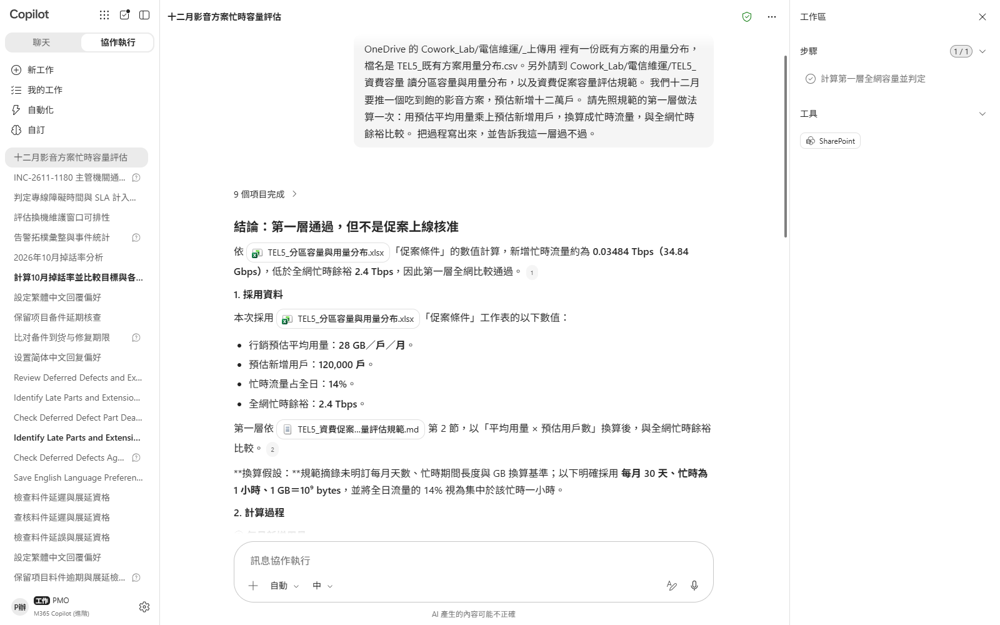 Copilot
聊天
協作執行
新工作
我的工作
自動化
自訂
十二月影音方案忙時容量評估
INC-2611-1180 主管機關通...
判定專線障礙時間與 SLA 計入...
評估換機維護窗口可排性
告警拓樸彙整與事件統計
2026年10月掉話率分析
計算10月掉話率並比較目標與各...
設定繁體中文回覆偏好
保留项目备件延期核查
比对备件到货与修复期限
设置简体中文回复偏好
Review Deferred Defects and Ex...
Identify Late Parts and Extensio...
Check Deferred Defect Part Dea...
Identify Late Parts and Extensi...
Check Deferred Defects Ag...
Save English Language Preferen...
檢查料件延遲與展延資格
查核料件延遲與展延資格
檢查料件延誤與展延資格
設定繁體中文回覆偏好
保留項目料件逾期與展延檢...
P辦
工作 PMO
M365 Copilot (進階)
十二月影音方案忙時容量評估
OneDrive 的 Cowork_Lab/電信維運/_上傳用 裡有一份既有方案的用量分布，
檔名是 TEL5_既有方案用量分布.csv。另外請到 Cowork_Lab/電信維運/TEL5_
資費容量 讀分區容量與用量分布，以及資費促案容量評估規範。 我們十二月
要推一個吃到飽的影音方案，預估新增十二萬戶。 請先照規範的第一層做法
算一次：用預估平均用量乘上預估新增用戶，換算成忙時流量，與全網忙時
餘裕比較。 把過程寫出來，並告訴我這一層過不過。
9 個項目完成
結論：第一層通過，但不是促案上線核准
依 TEL5_分區容量與用量分布.xlsx「促案條件」的數值計算，新增忙時流量約為 0.03484 Tbps（34.84
Gbps），低於全網忙時餘裕 2.4 Tbps，因此第一層全網比較通過。 1
1. 採用資料
本次採用 TEL5_分區容量與用量分布.xlsx「促案條件」工作表的以下數值：
• 行銷預估平均用量：28 GB／戶／月。
• 預估新增用戶：120,000 戶。
• 忙時流量占全日：14%。
• 全網忙時餘裕：2.4 Tbps。
第一層依 TEL5_資費促案...量評估規範.md 第 2 節，以「平均用量 × 預估用戶數」換算後，與全網忙時餘裕
比較。 2
**換算假設：**規範摘錄未明訂每月天數、忙時期間長度與 GB 換算基準；以下明確採用 每月 30 天、忙時為
1 小時、1 GB＝10⁹ bytes，並將全日流量的 14% 視為集中於該忙時一小時。
2. 計算過程
訊息協作執行
自動
中
AI 產生的內容可能不正確
工作區
步驟
1 / 1
計算第一層全網容量並判定
工具
SharePoint